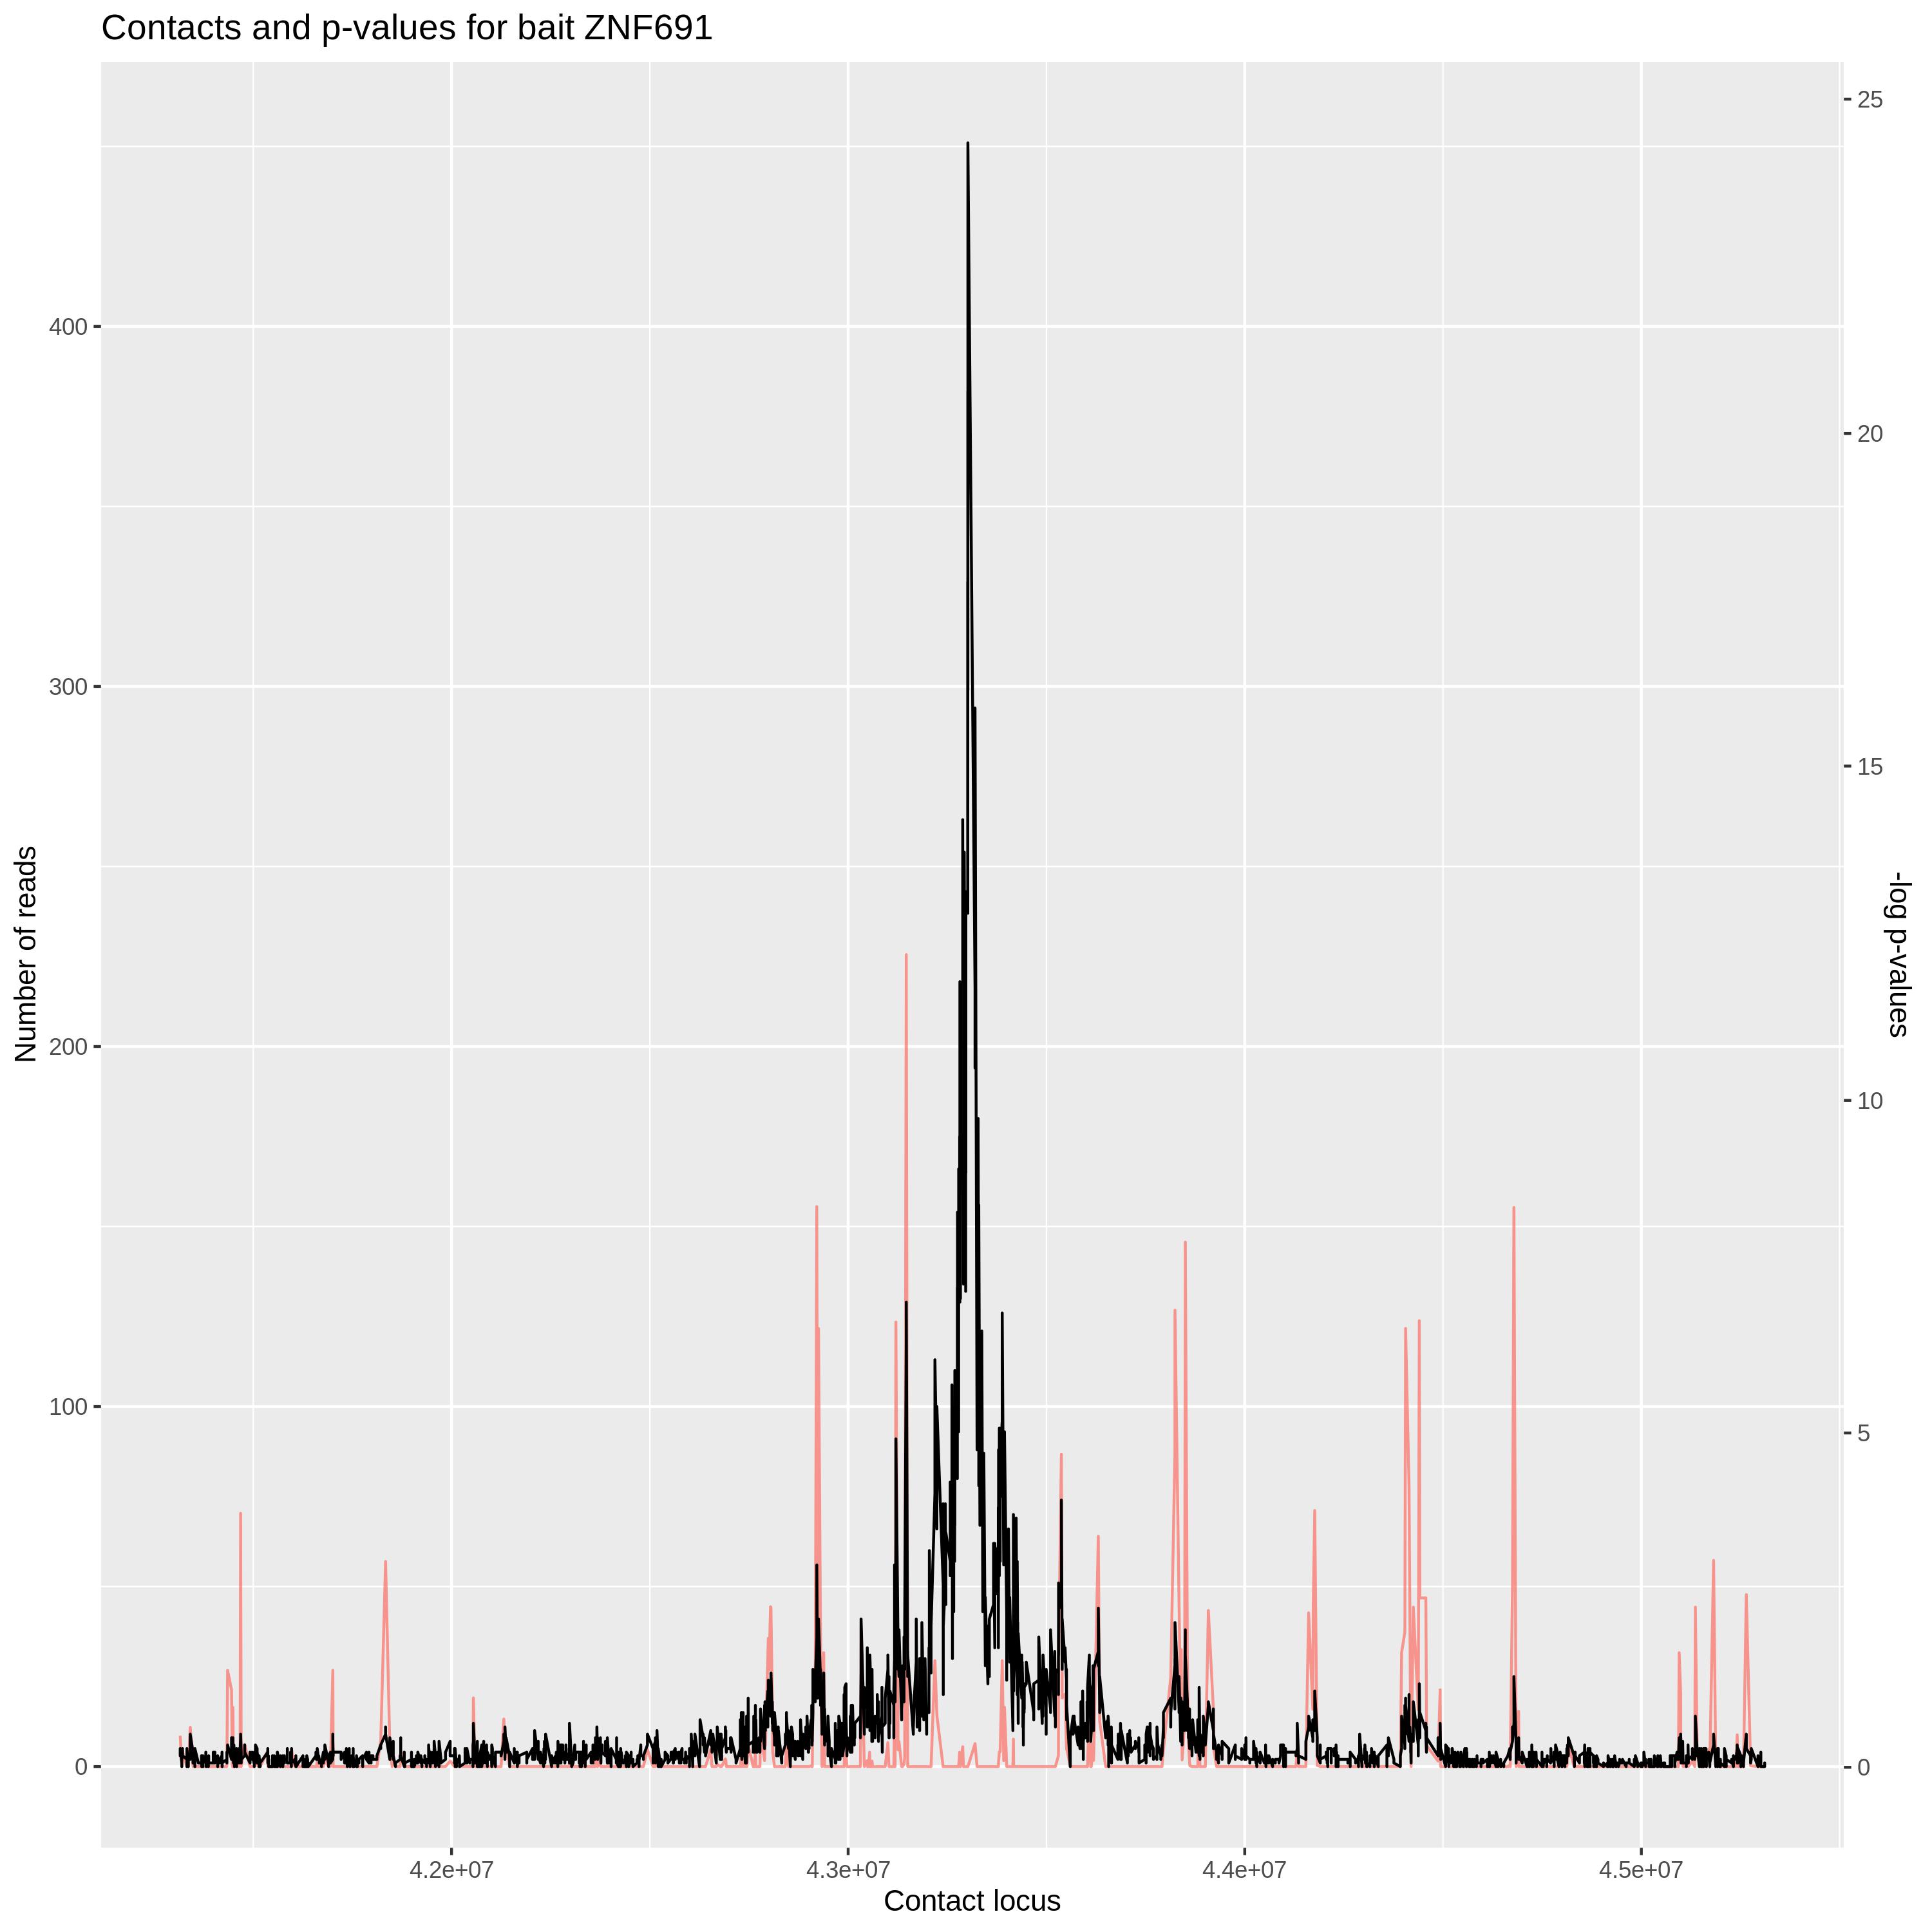 Contacts and p-values for bait ZNF691
Number of reads
400
300
200
100
0
25
20
15
10
5
0
-log p-values
4.2e+07 4.3e+07 4.4e+07 4.5e+07
Contact locus